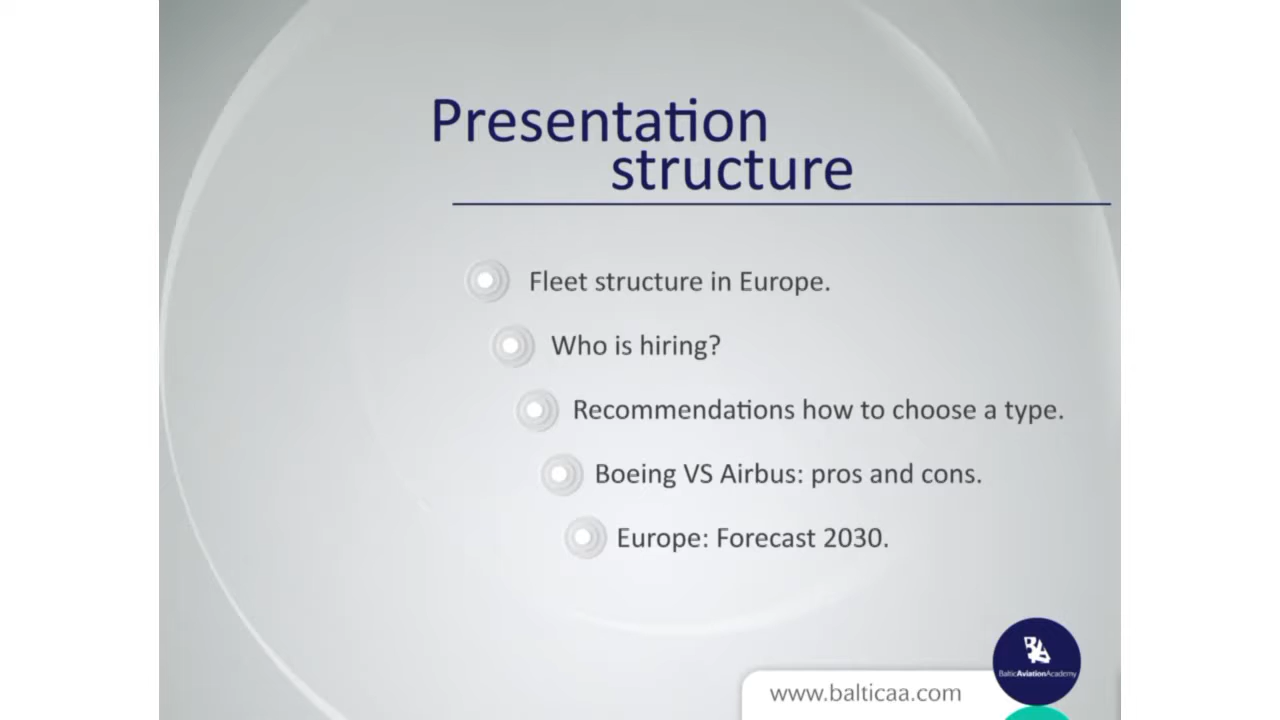 Presentation
structure
Fleet structure in Europe.
Who is hiring?
Recommendations how to choose a type.
Boeing VS Airbus: pros and cons.
Europe: Forecast 2030.
BalticAviationAcademy
www.balticaa.com